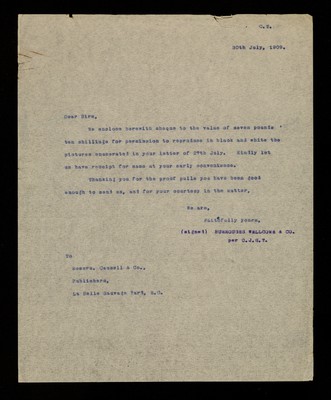 C.T.
30th July, 1909.
Dear Sirs,
We enclose herewith cheque to the value of seven pounds
ten shillings for permission to reproduce in black and white the
pictures enumerated in your letter of 27th July. Kindly let
us have receipt for same at your early convenience.
Thanking you for the proof pulls you have been good
enough to send us, and for your courtesy in the matter,
We are,
Faithfully yours,
(signed) BURROUGHS WELLCOME & CO.
per C.J.G.T.
To
Messrs. Cassell & Co.,
Publishers,
La Belle Sauvage Yard, E.C.